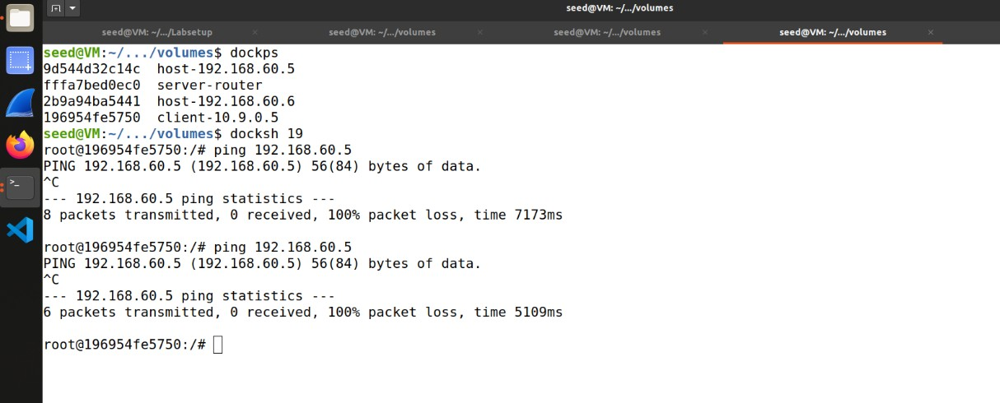 seed@VM: ~/.../volumes
seed@VM: ~/.../Labsetup
seed@VM: ~/.../volumes
seed@VM: ~/.../volumes
seed@VM: ~/.../volumes
seed@VM:~/.../volumes$ dockps
9d544d32c14c  host-192.168.60.5
fffa7bed0ec0  server-router
2b9a94ba5441  host-192.168.60.6
196954fe5750  client-10.9.0.5
seed@VM:~/.../volumes$ docksh 19
root@196954fe5750:/# ping 192.168.60.5
PING 192.168.60.5 (192.168.60.5) 56(84) bytes of data.
^C
--- 192.168.60.5 ping statistics ---
8 packets transmitted, 0 received, 100% packet loss, time 7173ms
root@196954fe5750:/# ping 192.168.60.5
PING 192.168.60.5 (192.168.60.5) 56(84) bytes of data.
^C
--- 192.168.60.5 ping statistics ---
6 packets transmitted, 0 received, 100% packet loss, time 5109ms
root@196954fe5750:/#